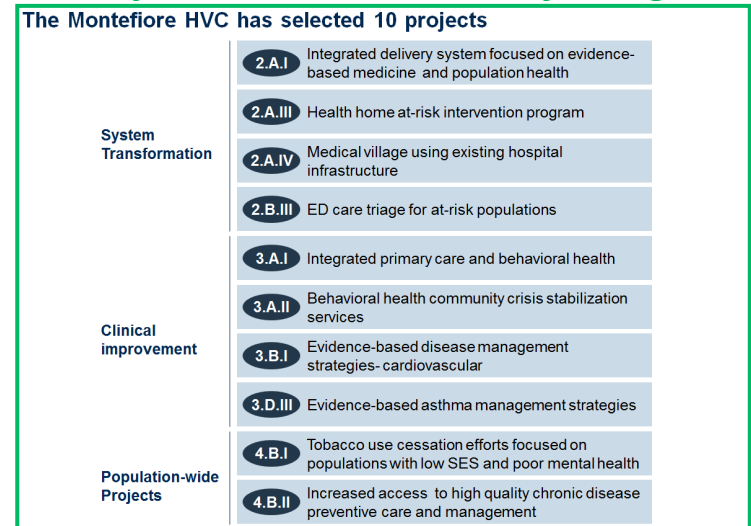 The Montefiore HVC has selected 10 projects
System
Transformation
2.A.I Integrated delivery system focused on evidence-
based medicine and population health
2.A.III Health home at-risk intervention program
2.A.IV Medical village using existing hospital
infrastructure
2.B.III ED care triage for at-risk populations
Clinical
improvement
3.A.I Integrated primary care and behavioral health
3.A.II Behavioral health community crisis stabilization
services
3.B.I Evidence-based disease management
strategies- cardiovascular
3.D.III Evidence-based asthma management strategies
Population-wide
Projects
4.B.I Tobacco use cessation efforts focused on
populations with low SES and poor mental health
4.B.II Increased access to high quality chronic disease
preventive care and management